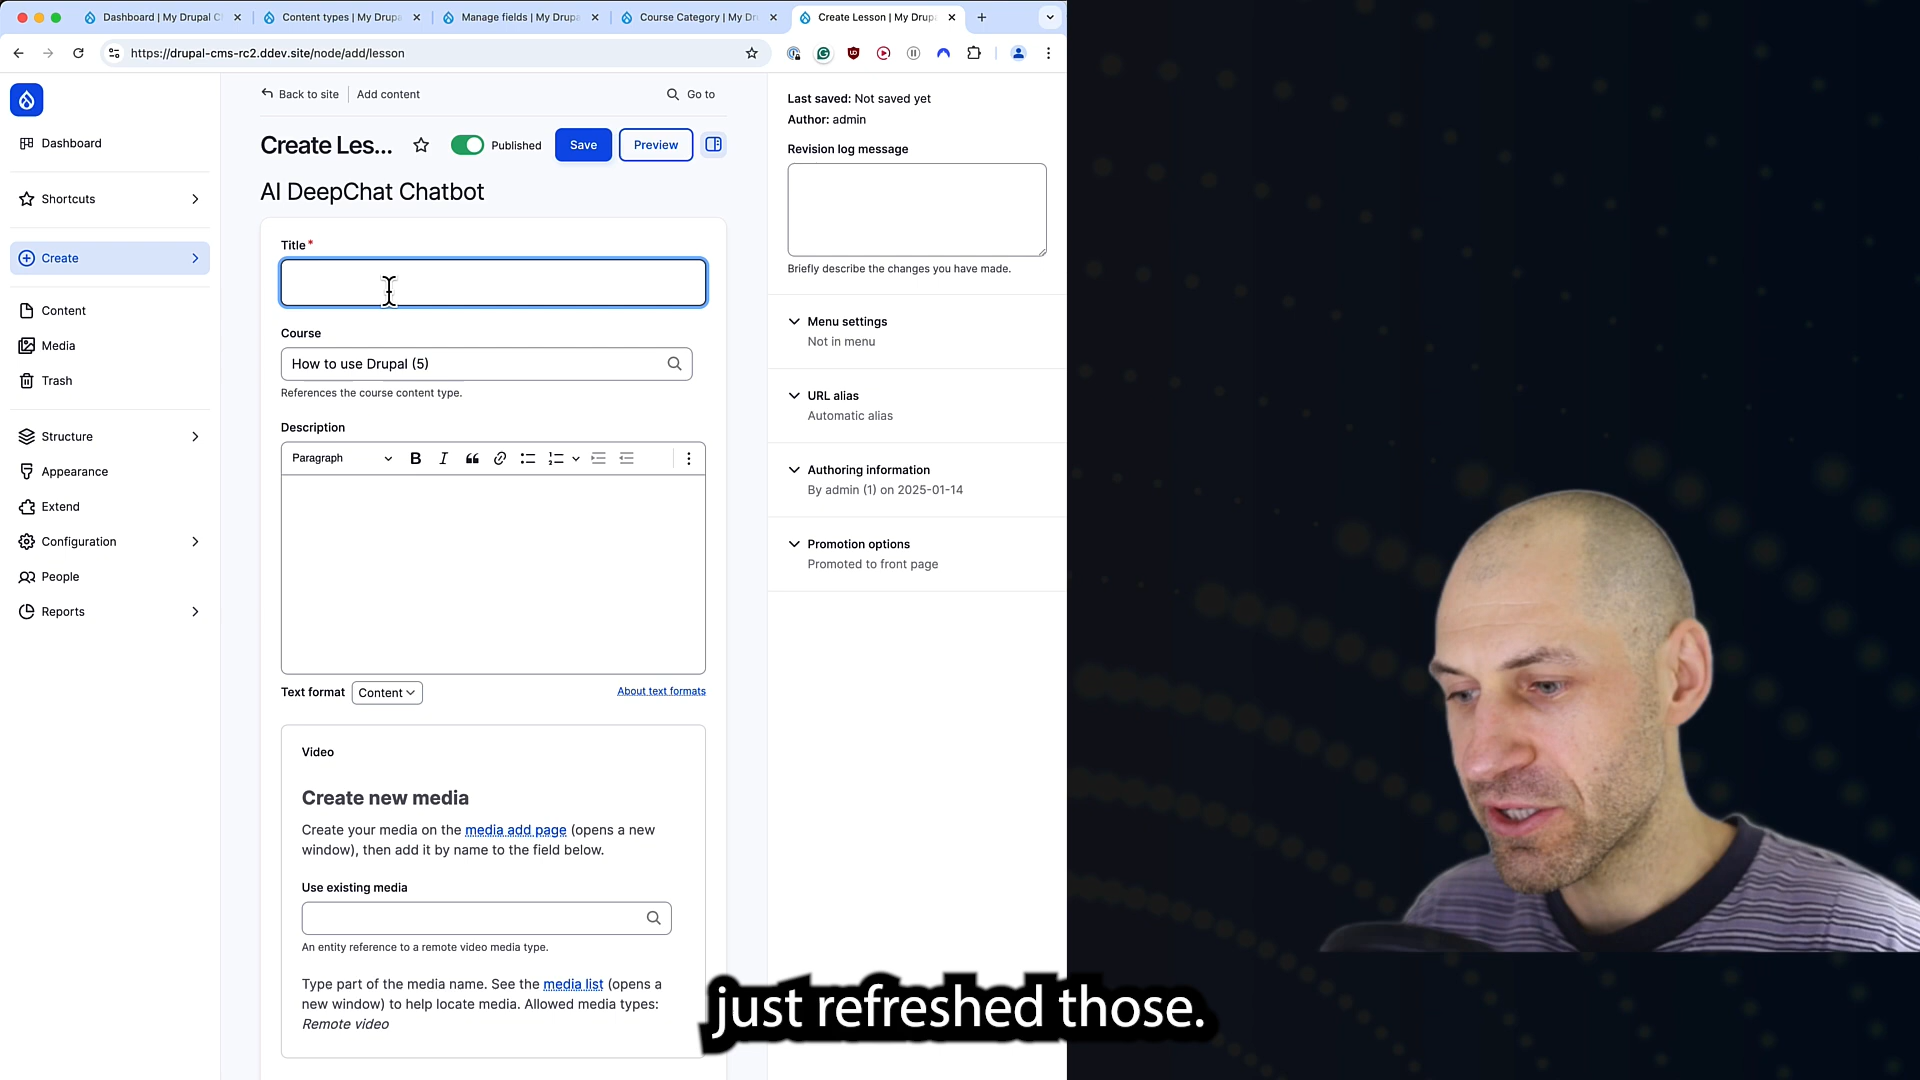 Dashboard | My Drupal C
Content types | My Drupa
Manage fields | My Drupa
Course Category | My Dr
Create Lesson | My Drupa
https://drupal-cms-rc2.ddev.site/node/add/lesson
Back to site
Add content
Go to
Create Les...
Published
Save
Preview
AI DeepChat Chatbot
Dashboard
Shortcuts
Create
Content
Media
Trash
Structure
Appearance
Extend
Configuration
People
Reports
Title*
Course
How to use Drupal (5)
References the course content type.
Description
Paragraph
Text format
Content
About text formats
Video
Create new media
Create your media on the media add page (opens a new
window), then add it by name to the field below.
Use existing media
An entity reference to a remote video media type.
Type part of the media name. See the media list (opens a
new window) to help locate media. Allowed media types:
Remote video
Last saved: Not saved yet
Author: admin
Revision log message
Briefly describe the changes you have made.
Menu settings
Not in menu
URL alias
Automatic alias
Authoring information
By admin (1) on 2025-01-14
Promotion options
Promoted to front page
just refreshed those.